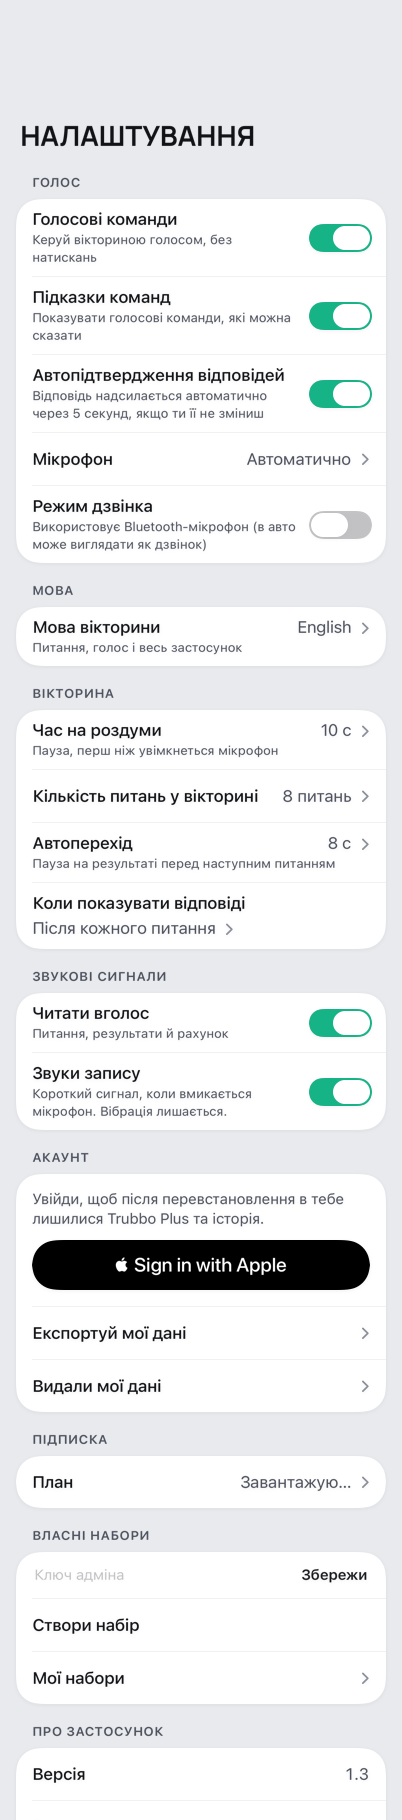 НАЛАШТУВАННЯ
ГОЛОС
Голосові команди
Керуй вікториною голосом, без
натискань
Підказки команд
Показувати голосові команди, які можна
сказати
Автопідтвердження відповідей
Відповідь надсилається автоматично
через 5 секунд, якщо ти її не зміниш
Мікрофон Автоматично
Режим дзвінка
Використовує Bluetooth-мікрофон (в авто
може виглядати як дзвінок)
МОВА
Мова вікторини English
Питання, голос і весь застосунок
ВІКТОРИНА
Час на роздуми 10 с
Пауза, перш ніж увімкнеться мікрофон
Кількість питань у вікторині 8 питань
Автоперехід 8 с
Пауза на результаті перед наступним питанням
Коли показувати відповіді
Після кожного питання
ЗВУКОВІ СИГНАЛИ
Читати вголос
Питання, результати й рахунок
Звуки запису
Короткий сигнал, коли вмикається
мікрофон. Вібрація лишається.
АКАУНТ
Увійди, щоб після перевстановлення в тебе
лишилися Trubbo Plus та історія.
Sign in with Apple
Експортуй мої дані
Видали мої дані
ПІДПИСКА
План Завантажую...
ВЛАСНІ НАБОРИ
Ключ адміна Збережи
Створи набір
Мої набори
ПРО ЗАСТОСУНОК
Версія 1.3